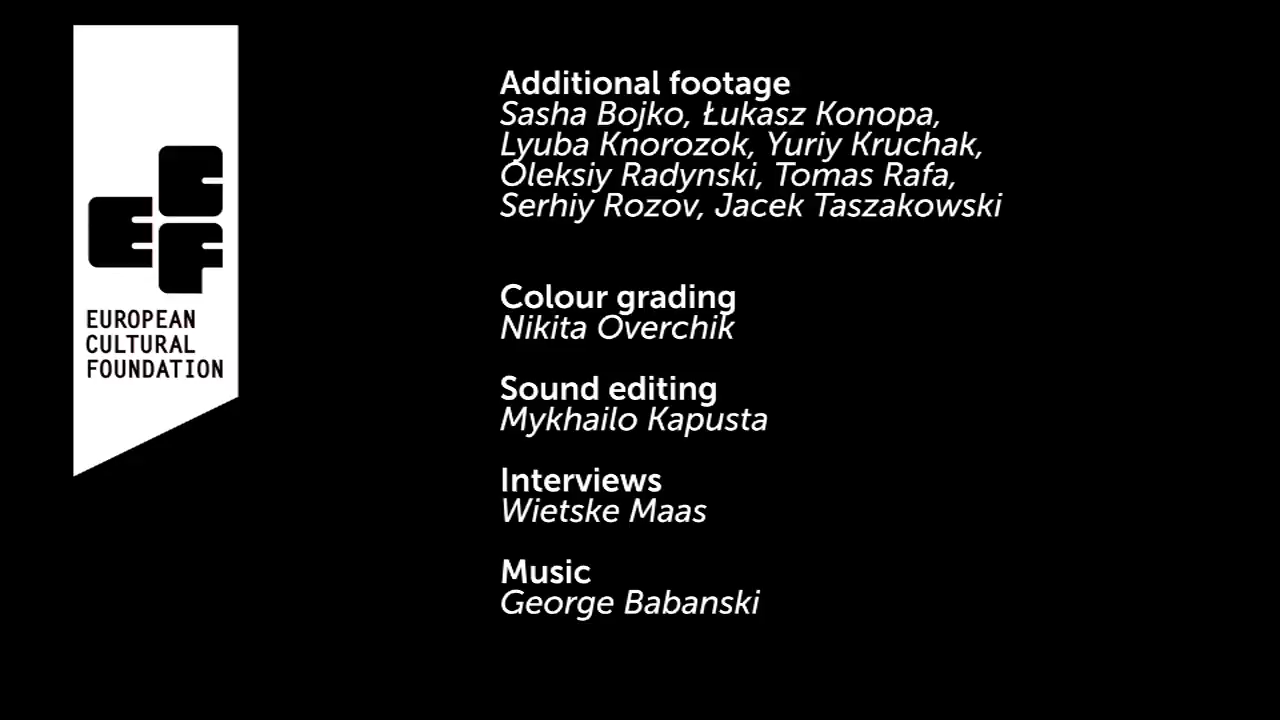 ECF
EUROPEAN
CULTURAL
FOUNDATION
Additional footage
Sasha Bojko, Łukasz Konopa,
Lyuba Knorozok, Yuriy Kruchak,
Oleksiy Radynski, Tomas Rafa,
Serhiy Rozov, Jacek Taszakowski
Colour grading
Nikita Overchik
Sound editing
Mykhailo Kapusta
Interviews
Wietske Maas
Music
George Babanski